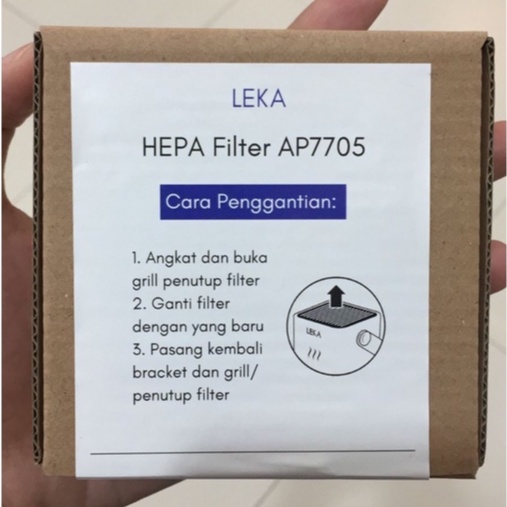 LEKA
HEPA Filter AP7705
Cara Penggantian:
1. Angkat dan buka
grill penutup filter
2. Ganti filter
dengan yang baru
3. Pasang kembali
bracket dan grill/
penutup filter
LEKA